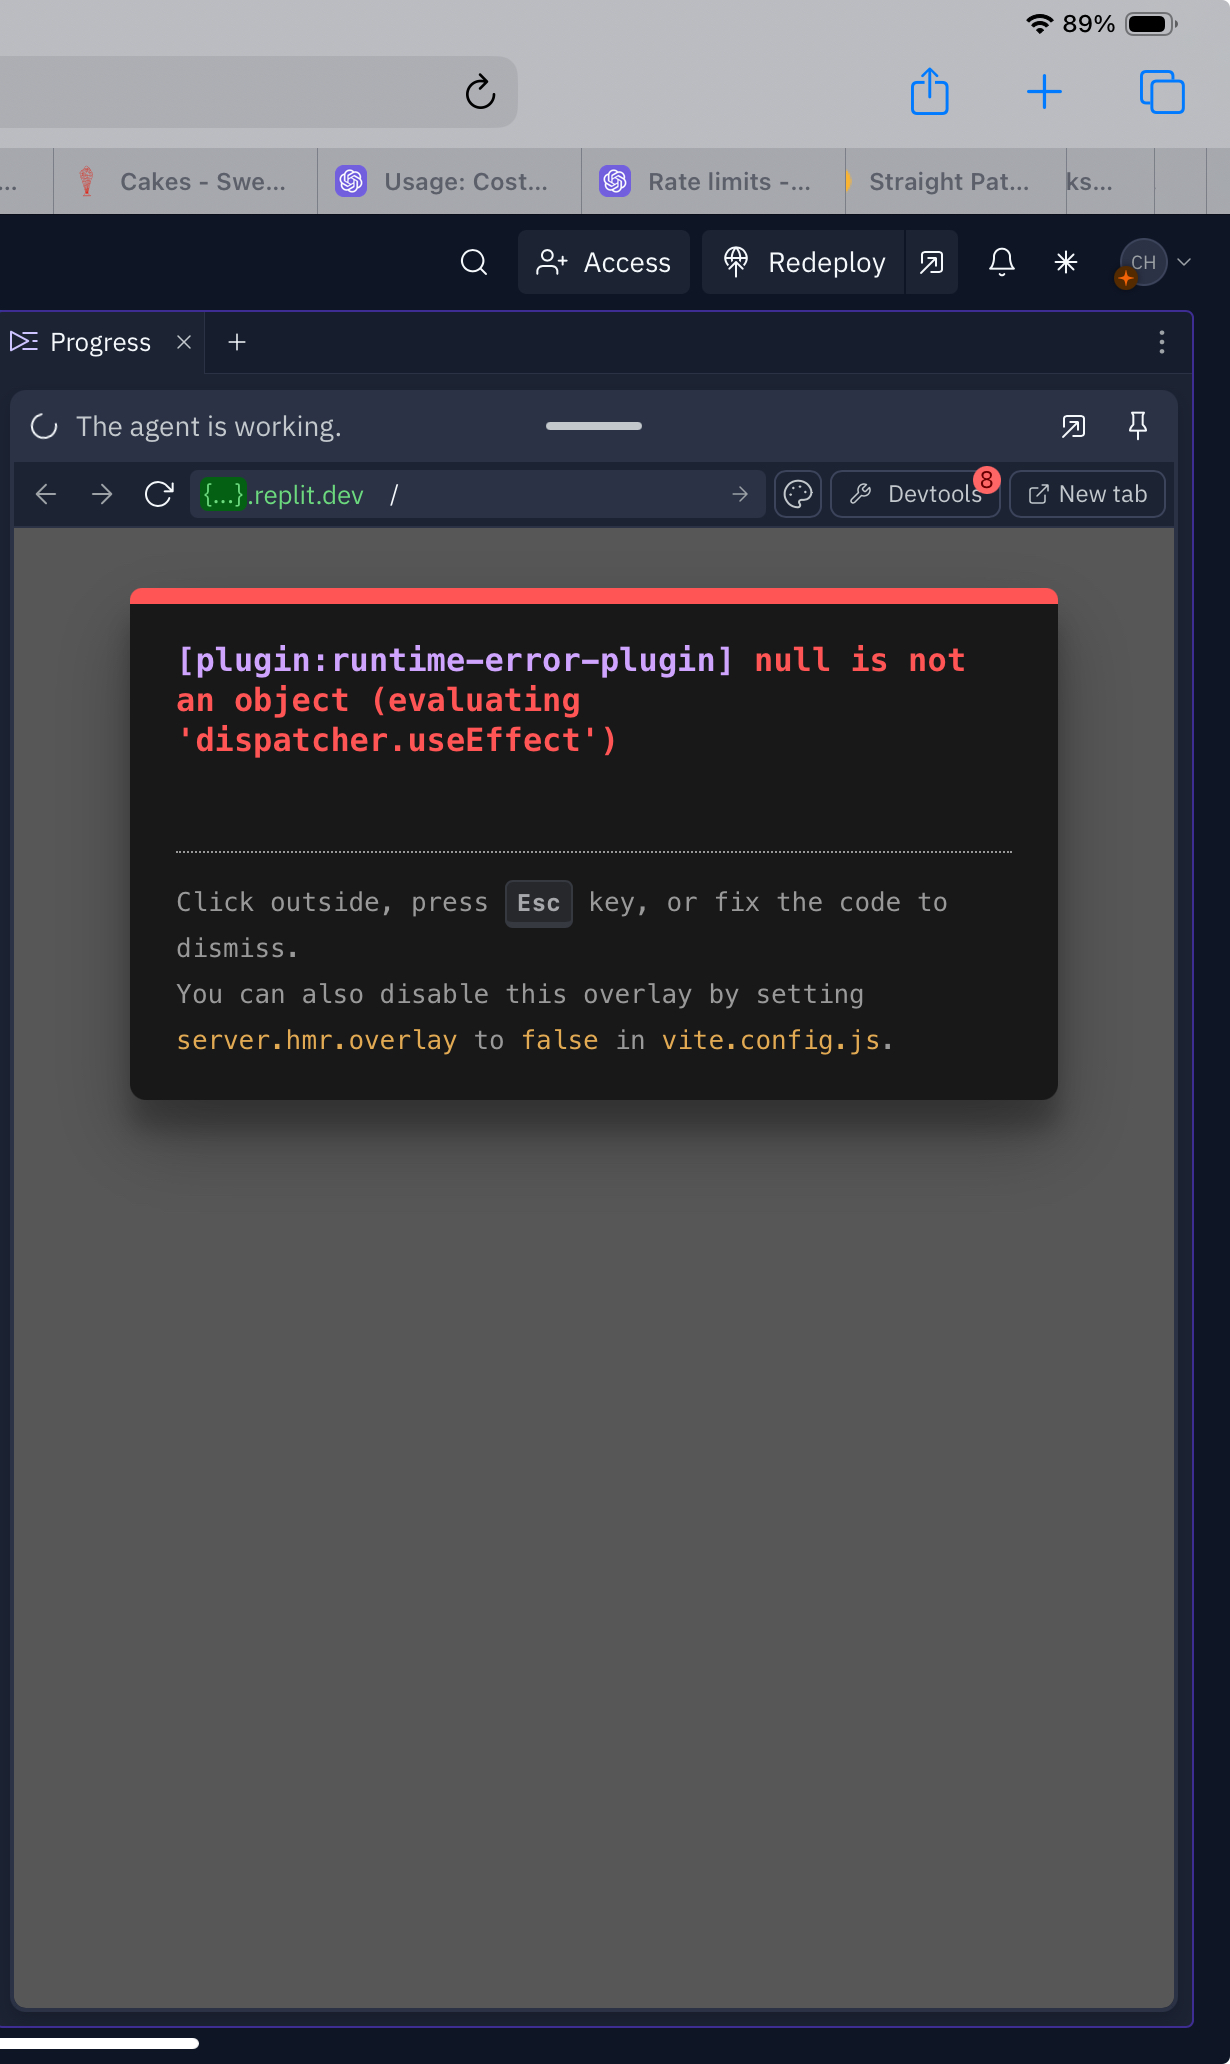 89%
...
Cakes - Swe...
Usage: Cost...
Rate limits -...
Straight Pat...
ks...
Access
Redeploy
CH
Progress
The agent is working.
{...}.replit.dev /
Devtools
8
New tab
[plugin:runtime-error-plugin] null is not
an object (evaluating
'dispatcher.useEffect')
Click outside, press Esc key, or fix the code to
dismiss.
You can also disable this overlay by setting
server.hmr.overlay to false in vite.config.js.